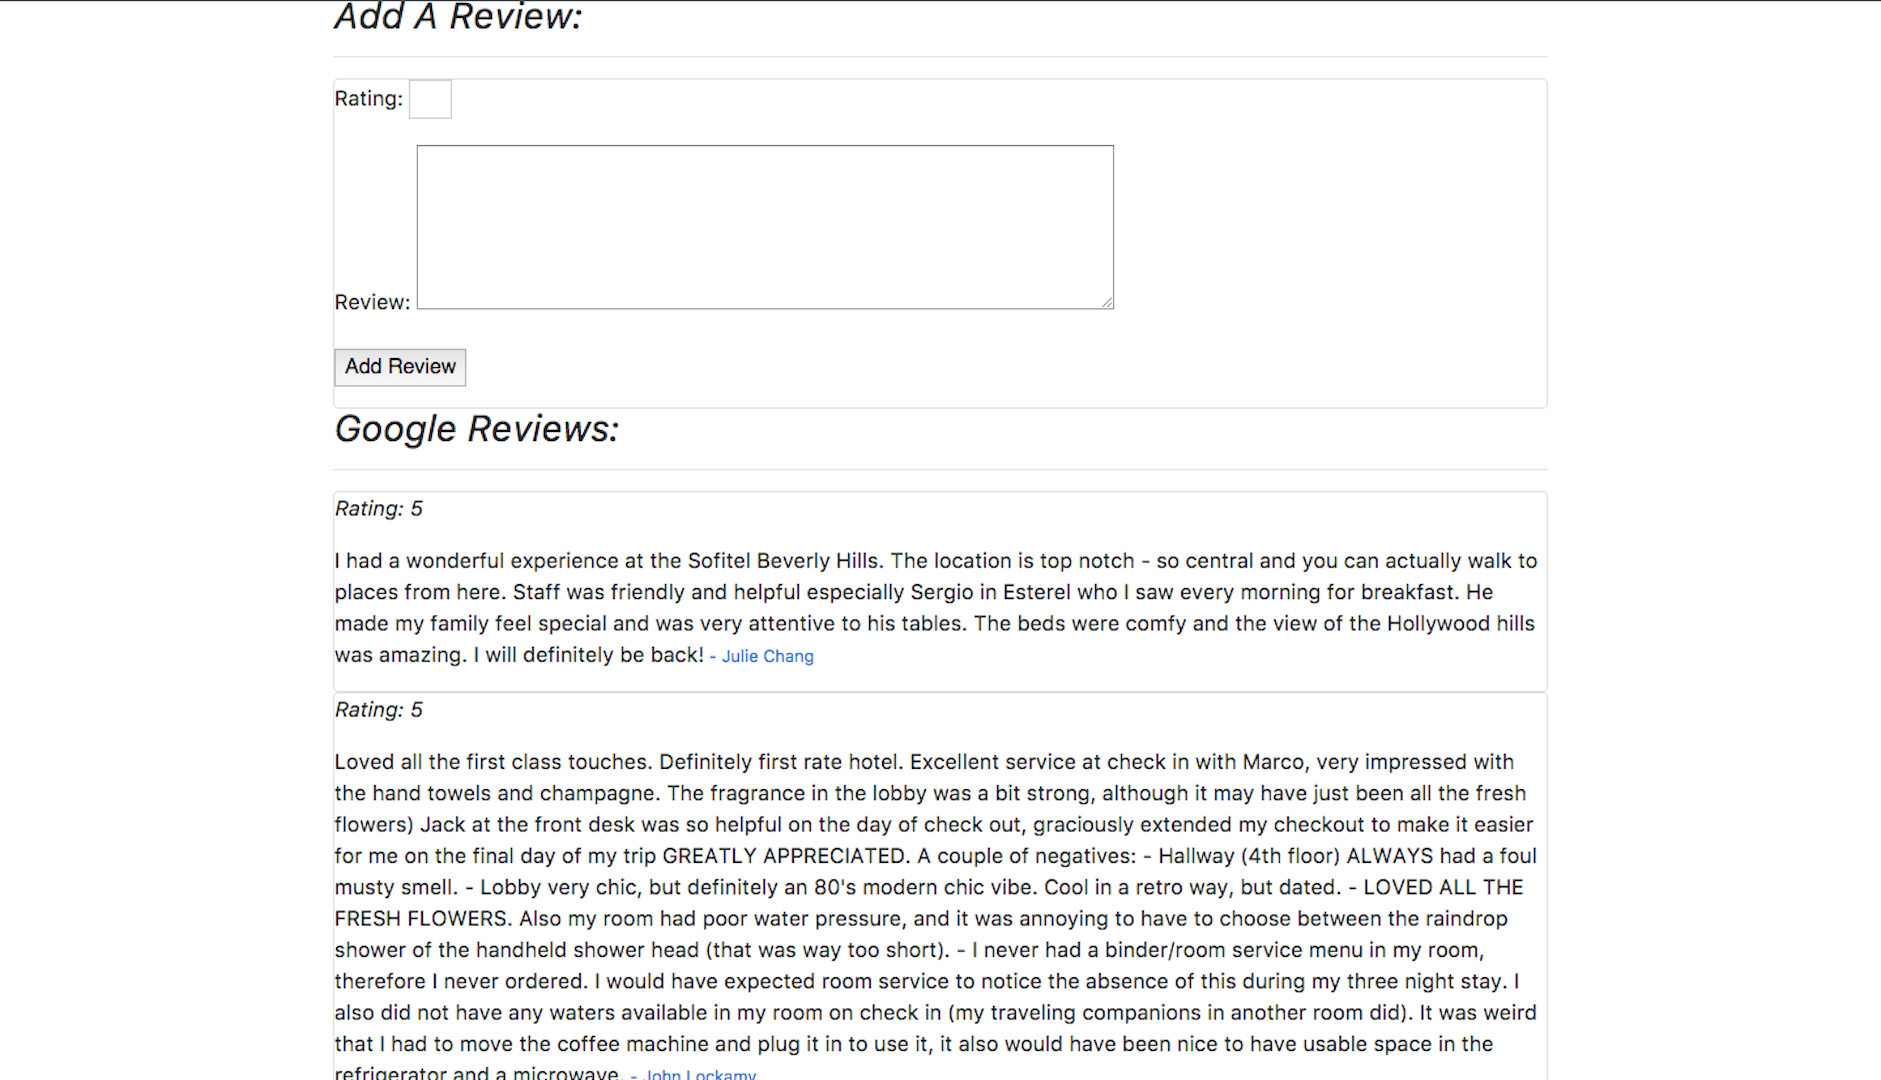 Add A Review:
Rating:
Review:
Add Review
Google Reviews:
Rating: 5
I had a wonderful experience at the Sofitel Beverly Hills. The location is top notch - so central and you can actually walk to
places from here. Staff was friendly and helpful especially Sergio in Esterel who I saw every morning for breakfast. He
made my family feel special and was very attentive to his tables. The beds were comfy and the view of the Hollywood hills
was amazing. I will definitely be back! - Julie Chang
Rating: 5
Loved all the first class touches. Definitely first rate hotel. Excellent service at check in with Marco, very impressed with
the hand towels and champagne. The fragrance in the lobby was a bit strong, although it may have just been all the fresh
flowers) Jack at the front desk was so helpful on the day of check out, graciously extended my checkout to make it easier
for me on the final day of my trip GREATLY APPRECIATED. A couple of negatives: - Hallway (4th floor) ALWAYS had a foul
musty smell. - Lobby very chic, but definitely an 80's modern chic vibe. Cool in a retro way, but dated. - LOVED ALL THE
FRESH FLOWERS. Also my room had poor water pressure, and it was annoying to have to choose between the raindrop
shower of the handheld shower head (that was way too short). - I never had a binder/room service menu in my room,
therefore I never ordered. I would have expected room service to notice the absence of this during my three night stay. I
also did not have any waters available in my room on check in (my traveling companions in another room did). It was weird
that I had to move the coffee machine and plug it in to use it, it also would have been nice to have usable space in the
refrigerator and a microwave. - John Lockamy